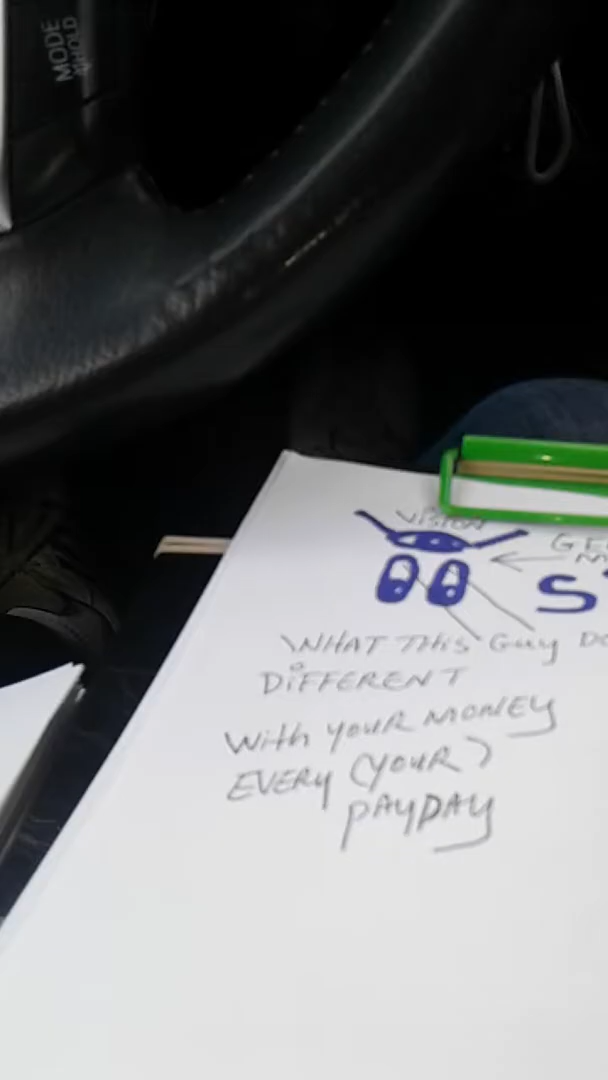 MODE
VISION
WHAT THIS Guy
DIFFERENT
With YOUR MONEY
EVERY (YOUR)
PAYDAY